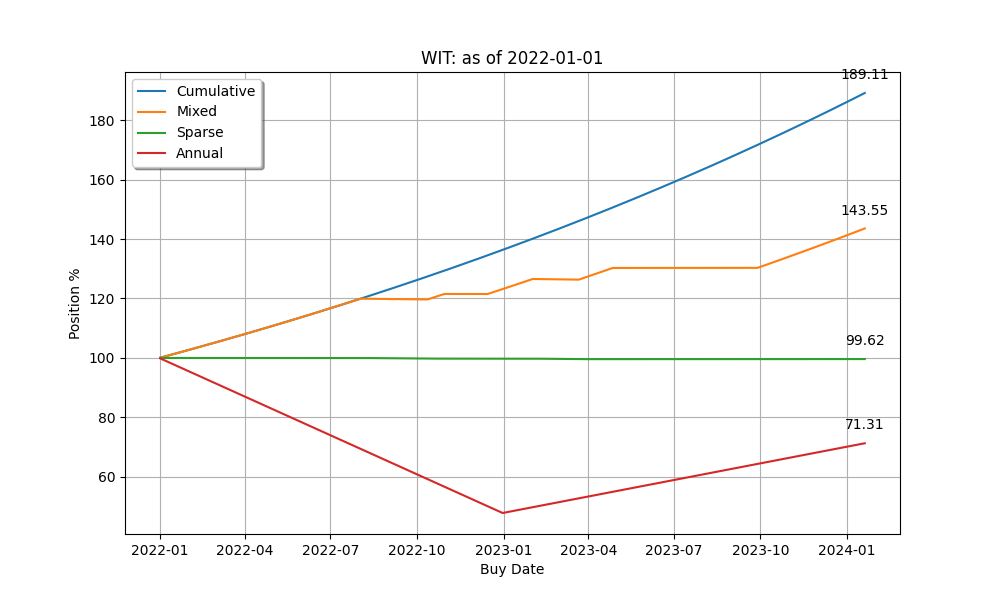 WIT: as of 2022-01-01
189.11
Cumulative
Mixed
Sparse
Annual
180
160
143.55
140
120
100
99.62
80
71.31
60
Position %
2022-01 2022-04 2022-07 2022-10 2023-01 2023-04 2023-07 2023-10 2024-01
Buy Date